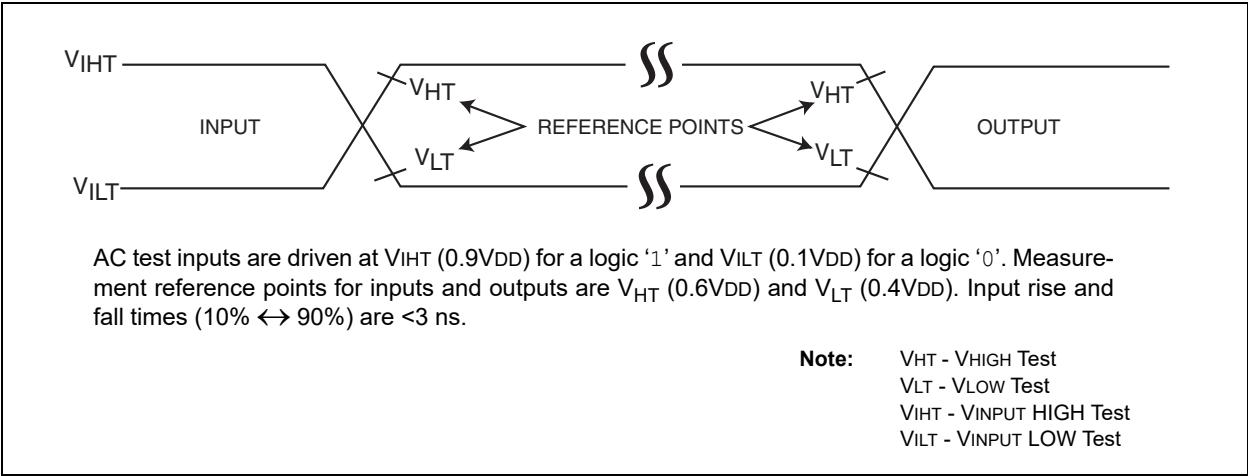 VIHT
VHT
VHT
INPUT
REFERENCE POINTS
OUTPUT
VLT
VLT
VILT
AC test inputs are driven at VIHT (0.9VDD) for a logic ‘1’ and VILT (0.1VDD) for a logic ‘0’. Measure-
ment reference points for inputs and outputs are VHT (0.6VDD) and VLT (0.4VDD). Input rise and
fall times (10% ↔ 90%) are <3 ns.
Note: VHT - VHIGH Test
VLT - VLOW Test
VIHT - VINPUT HIGH Test
VILT - VINPUT LOW Test